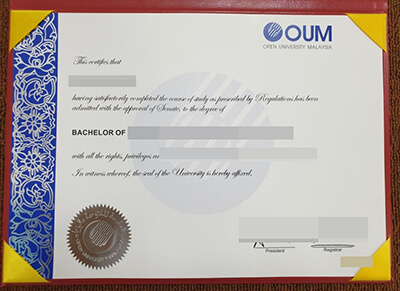 OUM
OPEN UNIVERSITY MALAYSIA
This certifies that
having satisfactorily completed the course of study as prescribed by Regulations has been
admitted with the approval of Senate, to the degree of
BACHELOR OF
with all the rights, privileges as
In witness whereof, the seal of the University is hereby affixed.
President Registrar